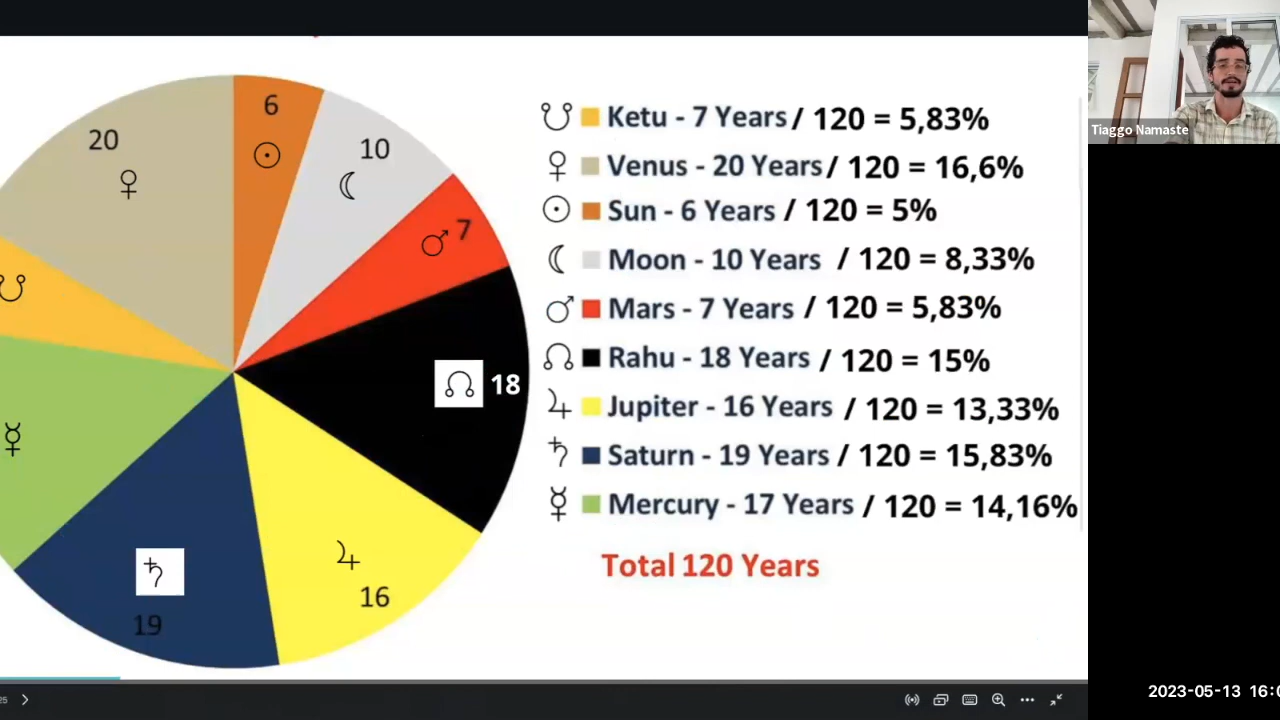 20
6
10
7
18
16
19
Ketu - 7 Years / 120 = 5,83%
Venus - 20 Years / 120 = 16,6%
Sun - 6 Years / 120 = 5%
Moon - 10 Years / 120 = 8,33%
Mars - 7 Years / 120 = 5,83%
Rahu - 18 Years / 120 = 15%
Jupiter - 16 Years / 120 = 13,33%
Saturn - 19 Years / 120 = 15,83%
Mercury - 17 Years / 120 = 14,16%
Total 120 Years
Tiaggo Namaste
25
2023-05-13 16:0